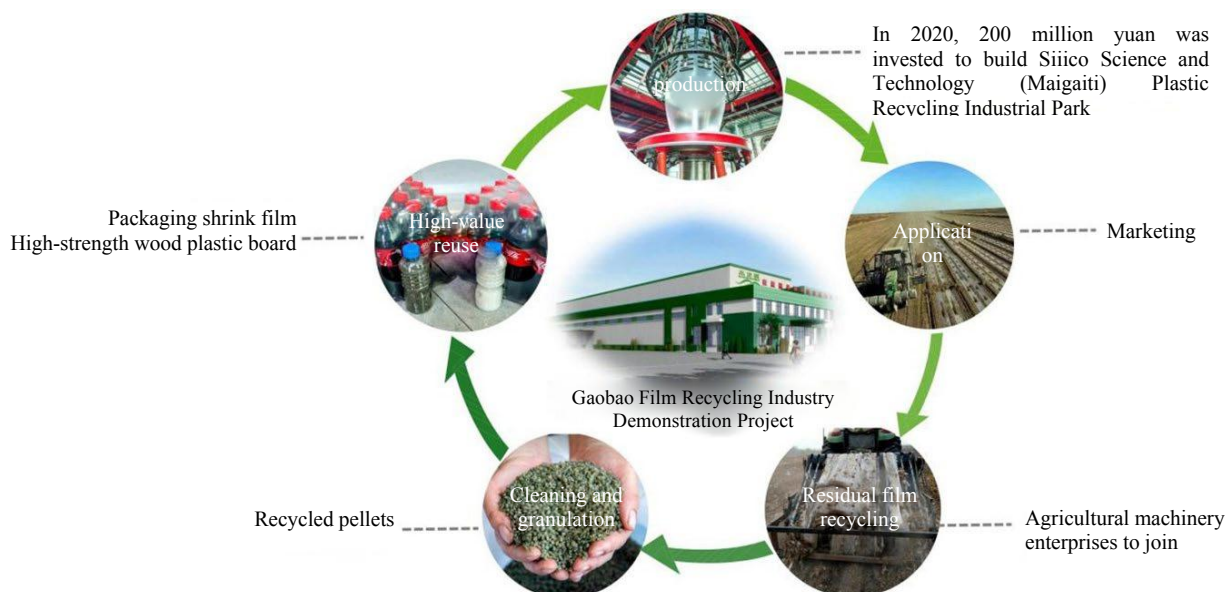 production
In 2020, 200 million yuan was
invested to build Siiico Science and
Technology (Maigaiti) Plastic
Recycling Industrial Park
Packaging shrink film
High-strength wood plastic board
High-value
reuse
Applicati
on
Marketing
Gaobao Film Recycling Industry
Demonstration Project
Recycled pellets
Cleaning and
granulation
Residual film
recycling
Agricultural machinery
enterprises to join